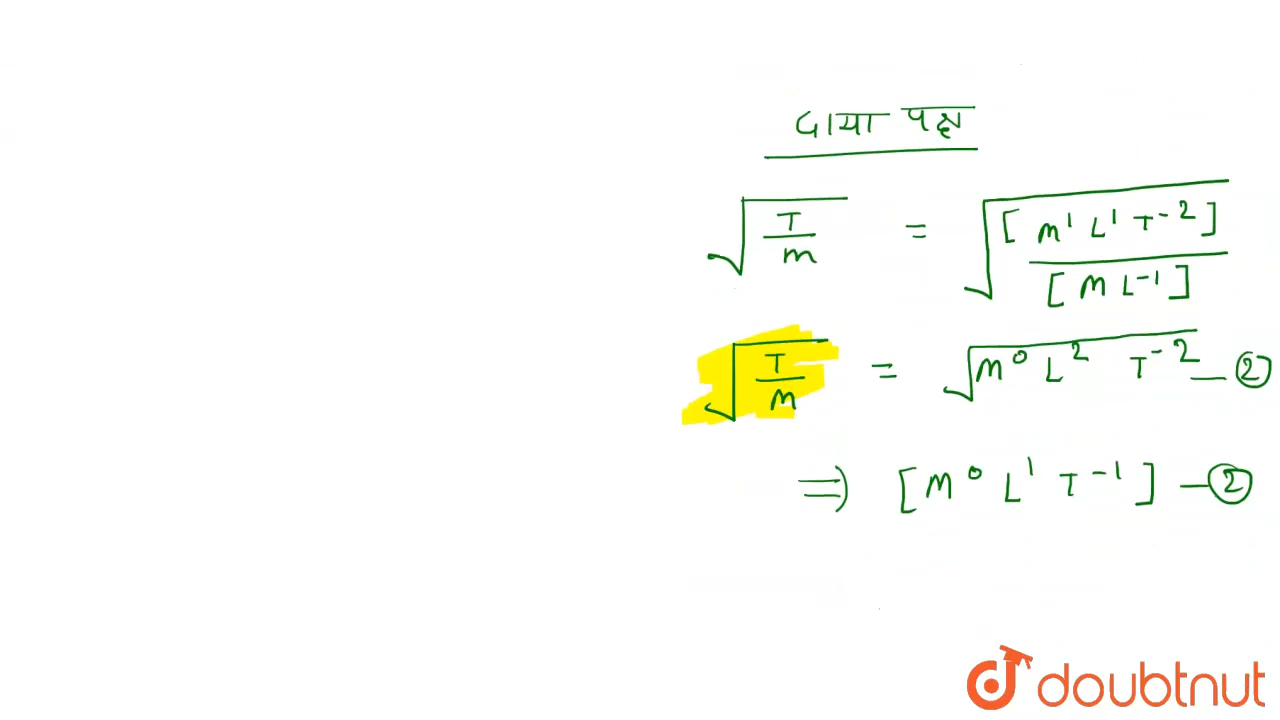 दाया पक्ष
√(T/m) = √([M¹ L¹ T⁻²]/[M L⁻¹])
√(T/m) = √(M⁰ L² T⁻²) — ②
⇒ [M⁰ L¹ T⁻¹] — ②
doubtnut